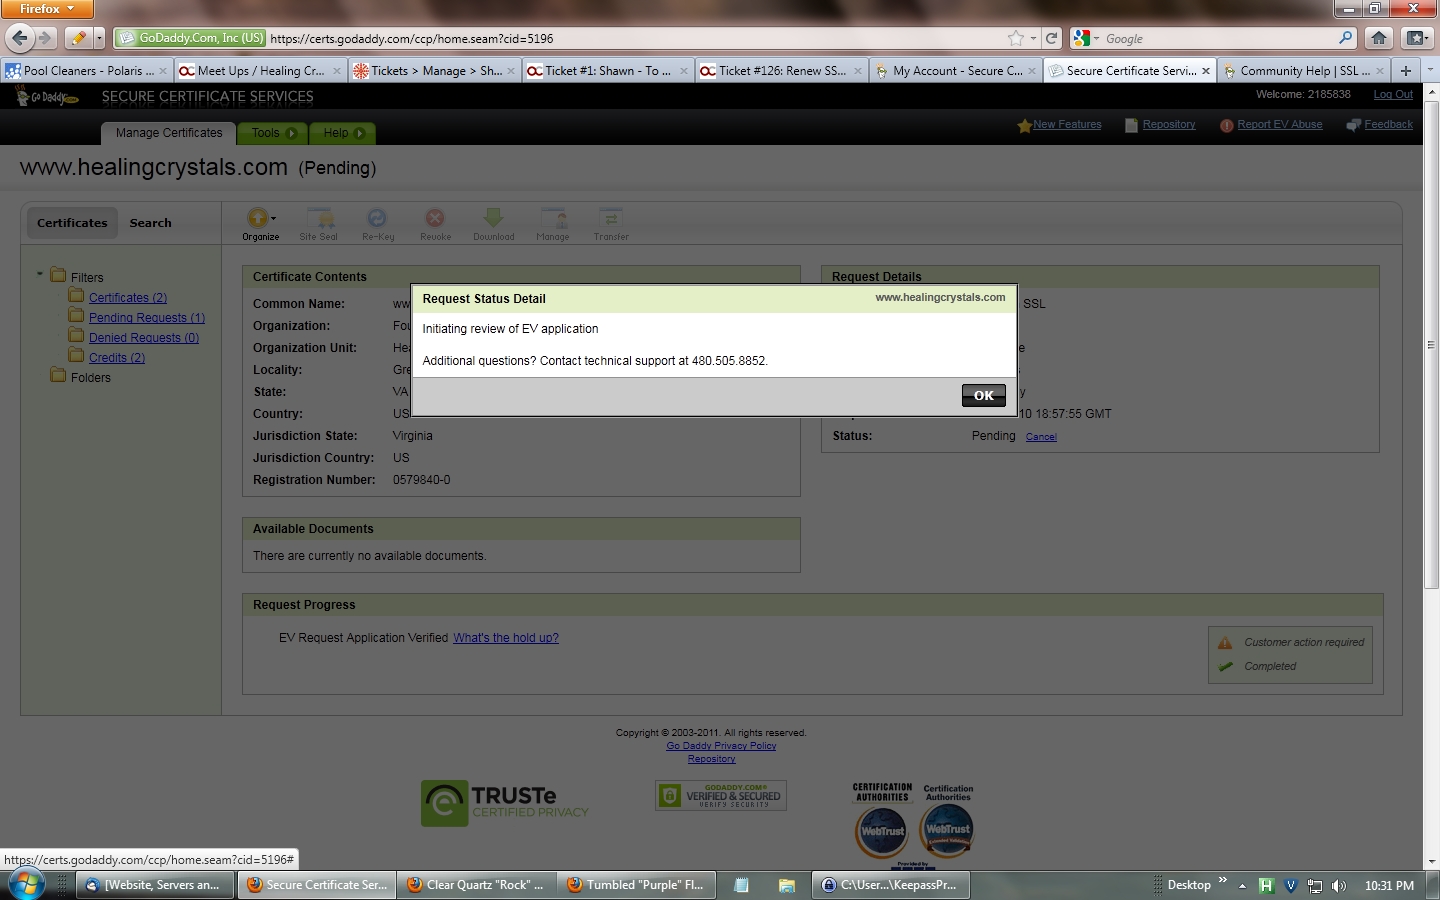 Firefox
GoDaddy.Com, Inc (US) https://certs.godaddy.com/ccp/home.seam?cid=5196 Google
Pool Cleaners - Polaris ... Meet Ups / Healing Cr... Tickets > Manage > Sh... Ticket #1: Shawn - To ... Ticket #126: Renew SS... My Account - Secure C... Secure Certificate Servi... Community Help | SSL ...
Go Daddy.com SECURE CERTIFICATE SERVICES Welcome: 2185838 Log Out
Manage Certificates Tools Help New Features Repository Report EV Abuse Feedback
www.healingcrystals.com (Pending)
Certificates Search
Organize Site Seal Re-Key Revoke Download Manage Transfer
Filters
Certificates (2)
Pending Requests (1)
Denied Requests (0)
Credits (2)
Folders
Certificate Contents
Common Name: ww
Organization: Fou
Organization Unit: Hea
Locality: Gre
State: VA
Country: US
Jurisdiction State: Virginia
Jurisdiction Country: US
Registration Number: 0579840-0
Request Details
SSL
10 18:57:55 GMT
Status: Pending Cancel
Request Status Detail www.healingcrystals.com
Initiating review of EV application
Additional questions? Contact technical support at 480.505.8852.
OK
Available Documents
There are currently no available documents.
Request Progress
EV Request Application Verified What's the hold up?
Customer action required
Completed
Copyright © 2003-2011. All rights reserved.
Go Daddy Privacy Policy
Repository
TRUSTe
CERTIFIED PRIVACY
GODADDY.COM®
VERIFIED & SECURED
VERIFY SECURITY
CERTIFICATION
AUTHORITIES
WebTrust
Provided by
Certification
Authorities
WebTrust
https://certs.godaddy.com/ccp/home.seam?cid=5196#
[Website, Servers an... Secure Certificate Ser... Clear Quartz "Rock" ... Tumbled "Purple" Fl... C:\User...\KeepassPr... Desktop 10:31 PM